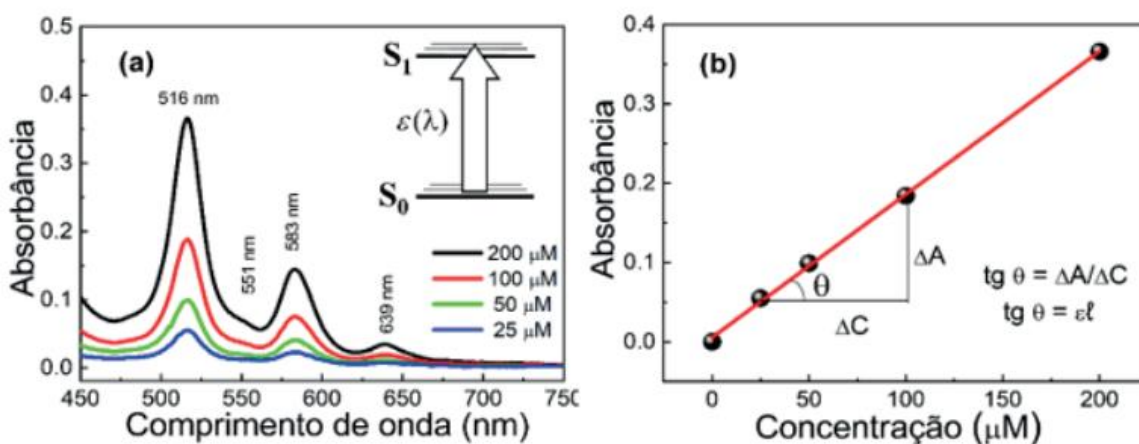 (a)
Absorbância
0.5
0.4
0.3
0.2
0.1
0.0
516 nm
551 nm
583 nm
639 nm
S₁
ε(λ)
S₀
200 μM
100 μM
50 μM
25 μM
450 500 550 600 650 700 750
Comprimento de onda (nm)
(b)
Absorbância
0.4
0.3
0.2
0.1
0.0
θ
ΔA
ΔC
tg θ = ΔA/ΔC
tg θ = εℓ
0 50 100 150 200
Concentração (μM)